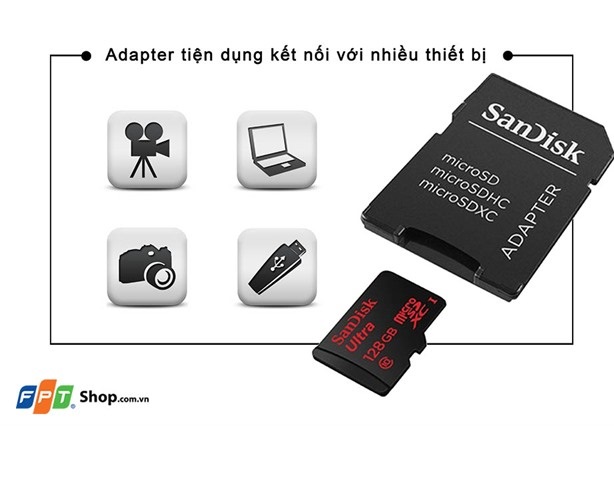 Adapter tiện dụng kết nối với nhiều thiết bị
SanDisk
microSD
microSDHC
microSDXC
ADAPTER
SanDisk
Ultra
128GB
micro SD XC I
10
FPT Shop.com.vn